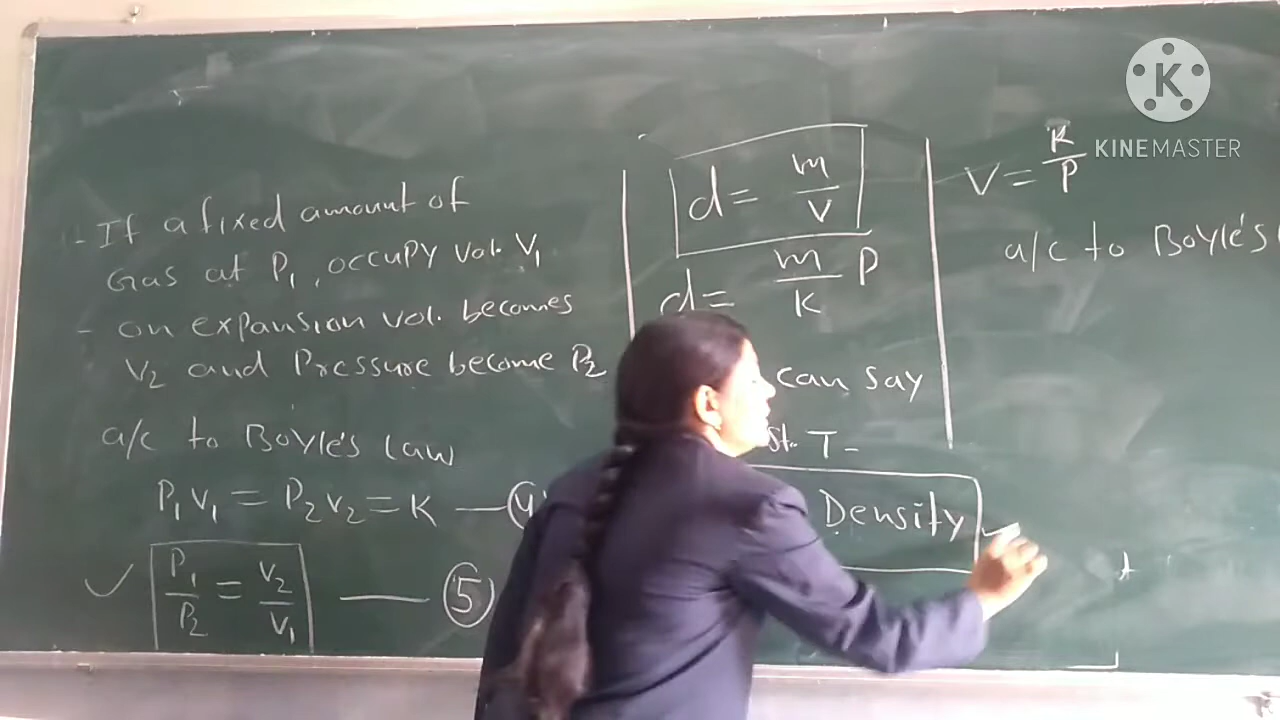 - If a fixed amount of
Gas at P₁, occupy vol. V₁
- on expansion vol. becomes
V₂ and Pressure become P₂
a/c to Boyle's Law
P₁V₁ = P₂V₂ = K — (4)
✓ P₁/P₂ = V₂/V₁ — (5)
d = m/V
d = m/K P
can say
st. T -
Density ✓
V = K/P
a/c to Boyle's
K
KINEMASTER